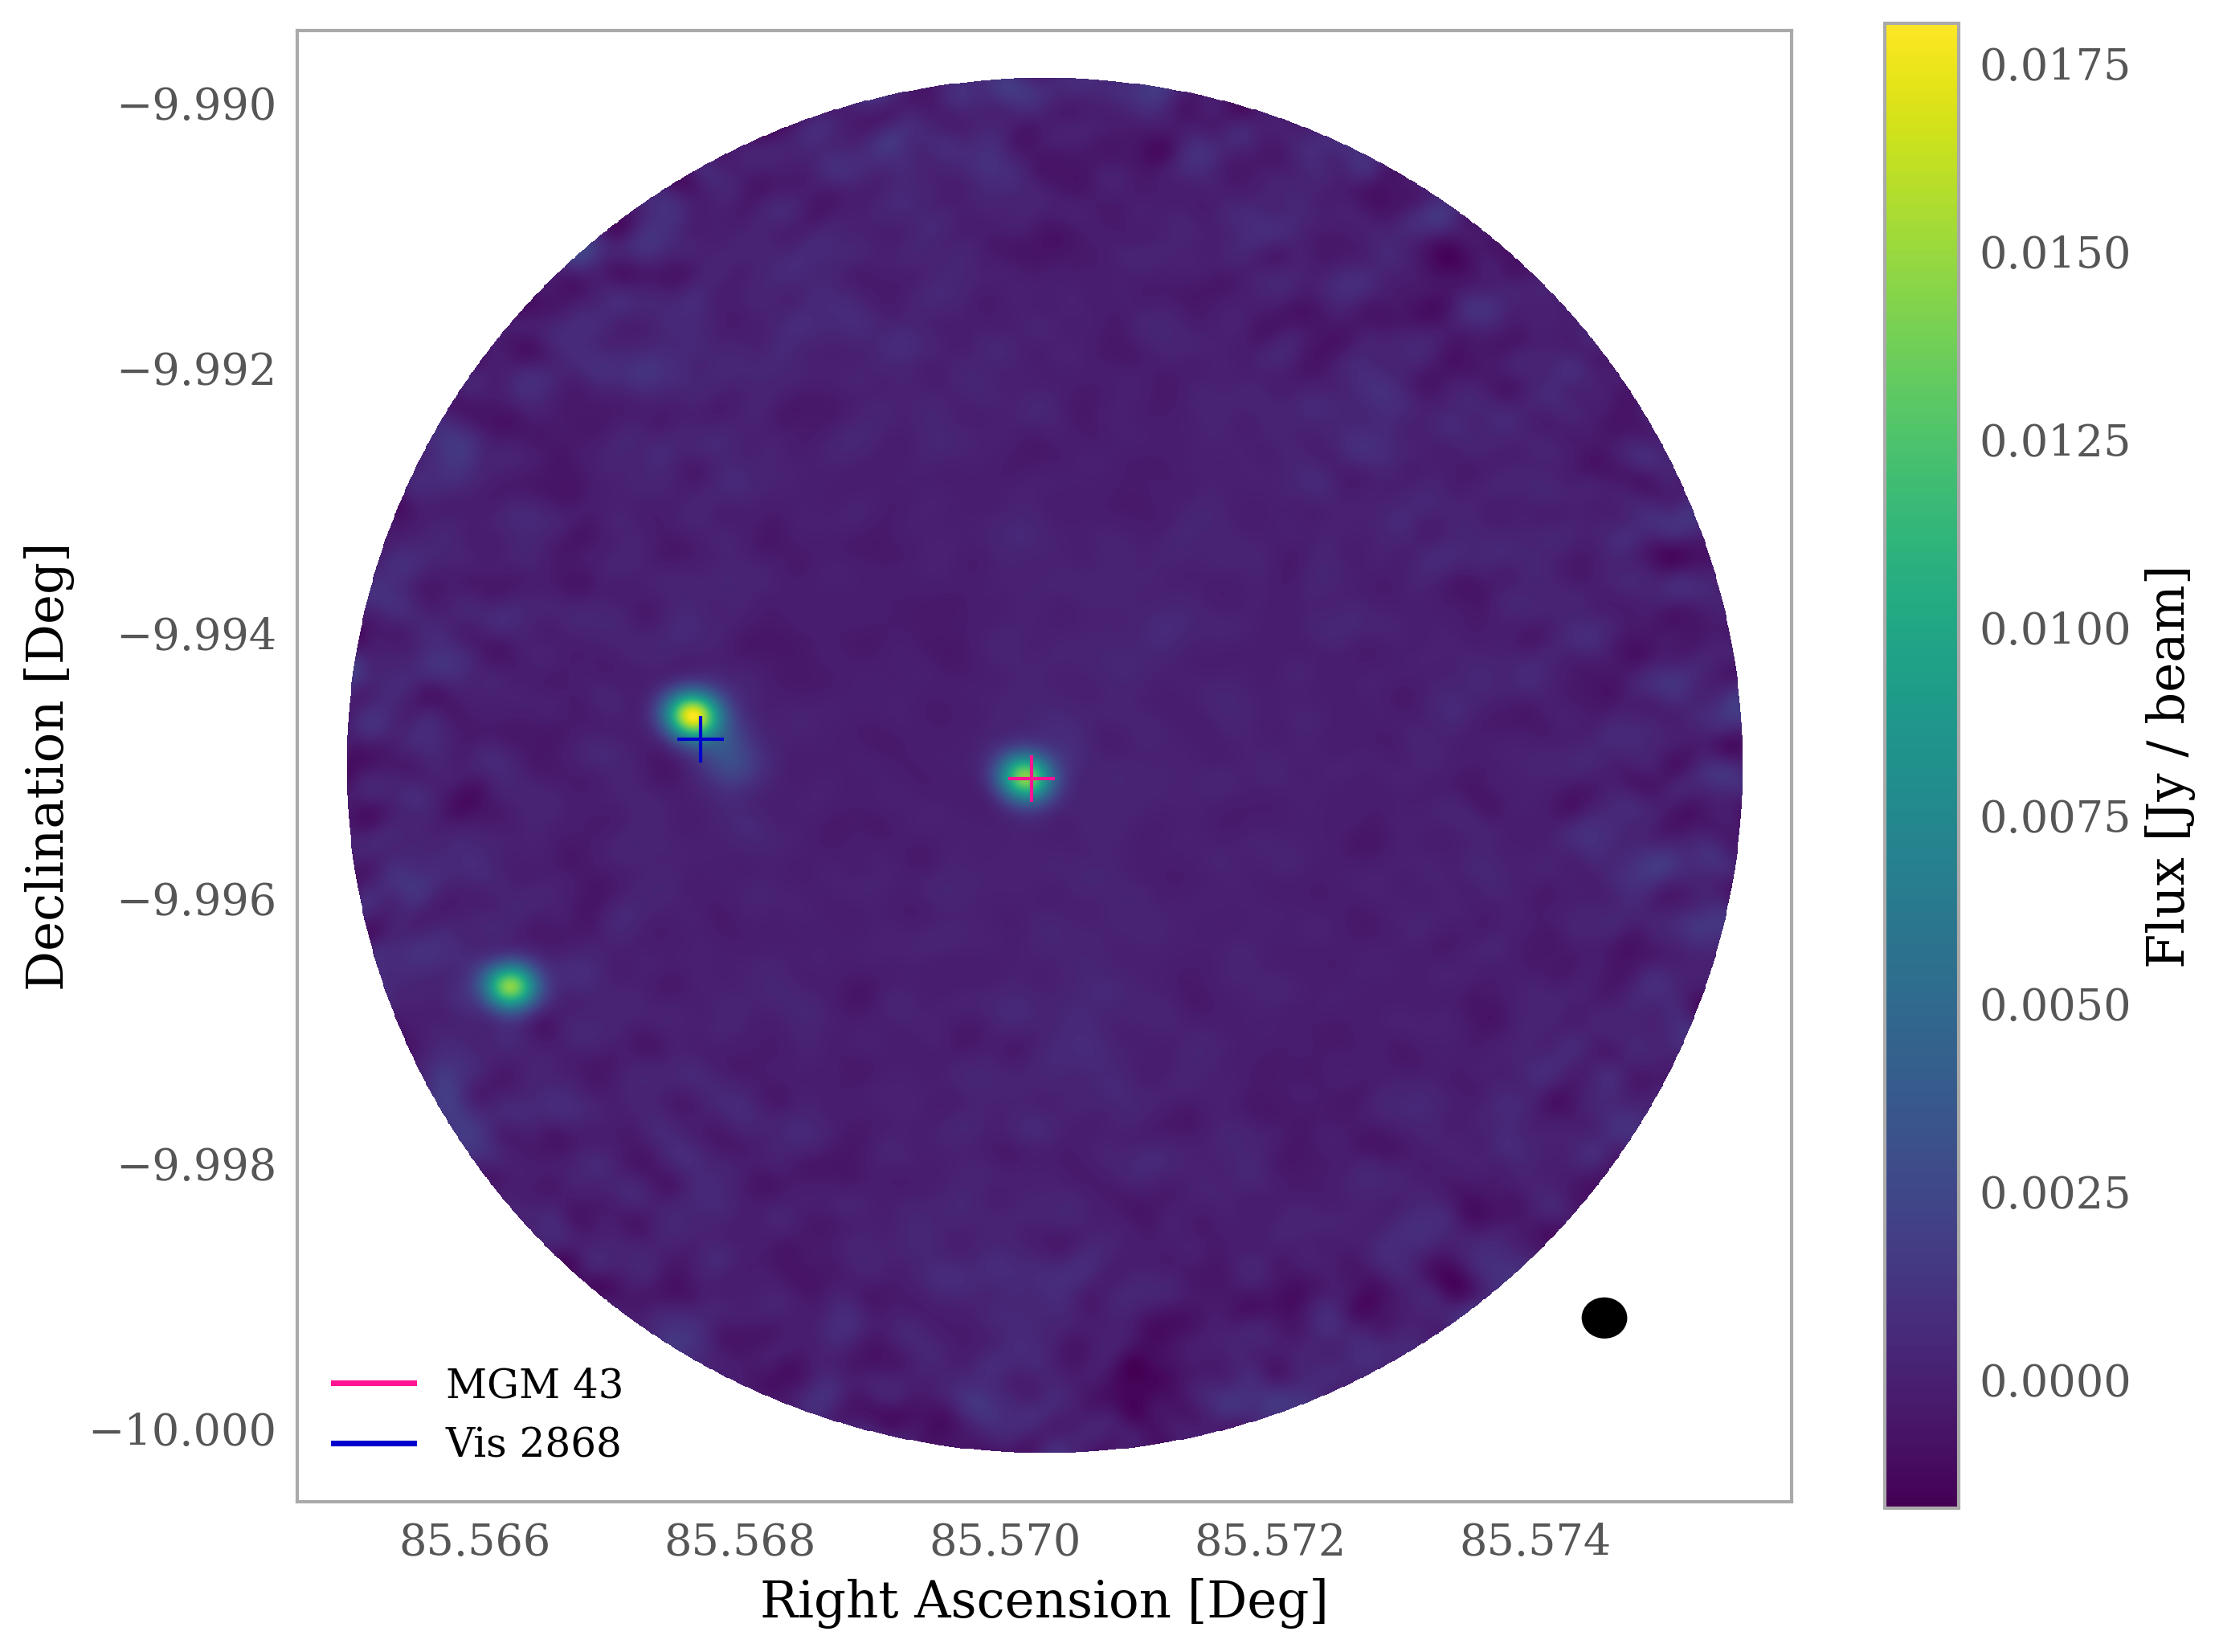 −9.990
−9.992
−9.994
−9.996
−9.998
−10.000
Declination [Deg]
MGM 43
Vis 2868
85.566 85.568 85.570 85.572 85.574
Right Ascension [Deg]
0.0175
0.0150
0.0125
0.0100
0.0075
0.0050
0.0025
0.0000
Flux [Jy / beam]